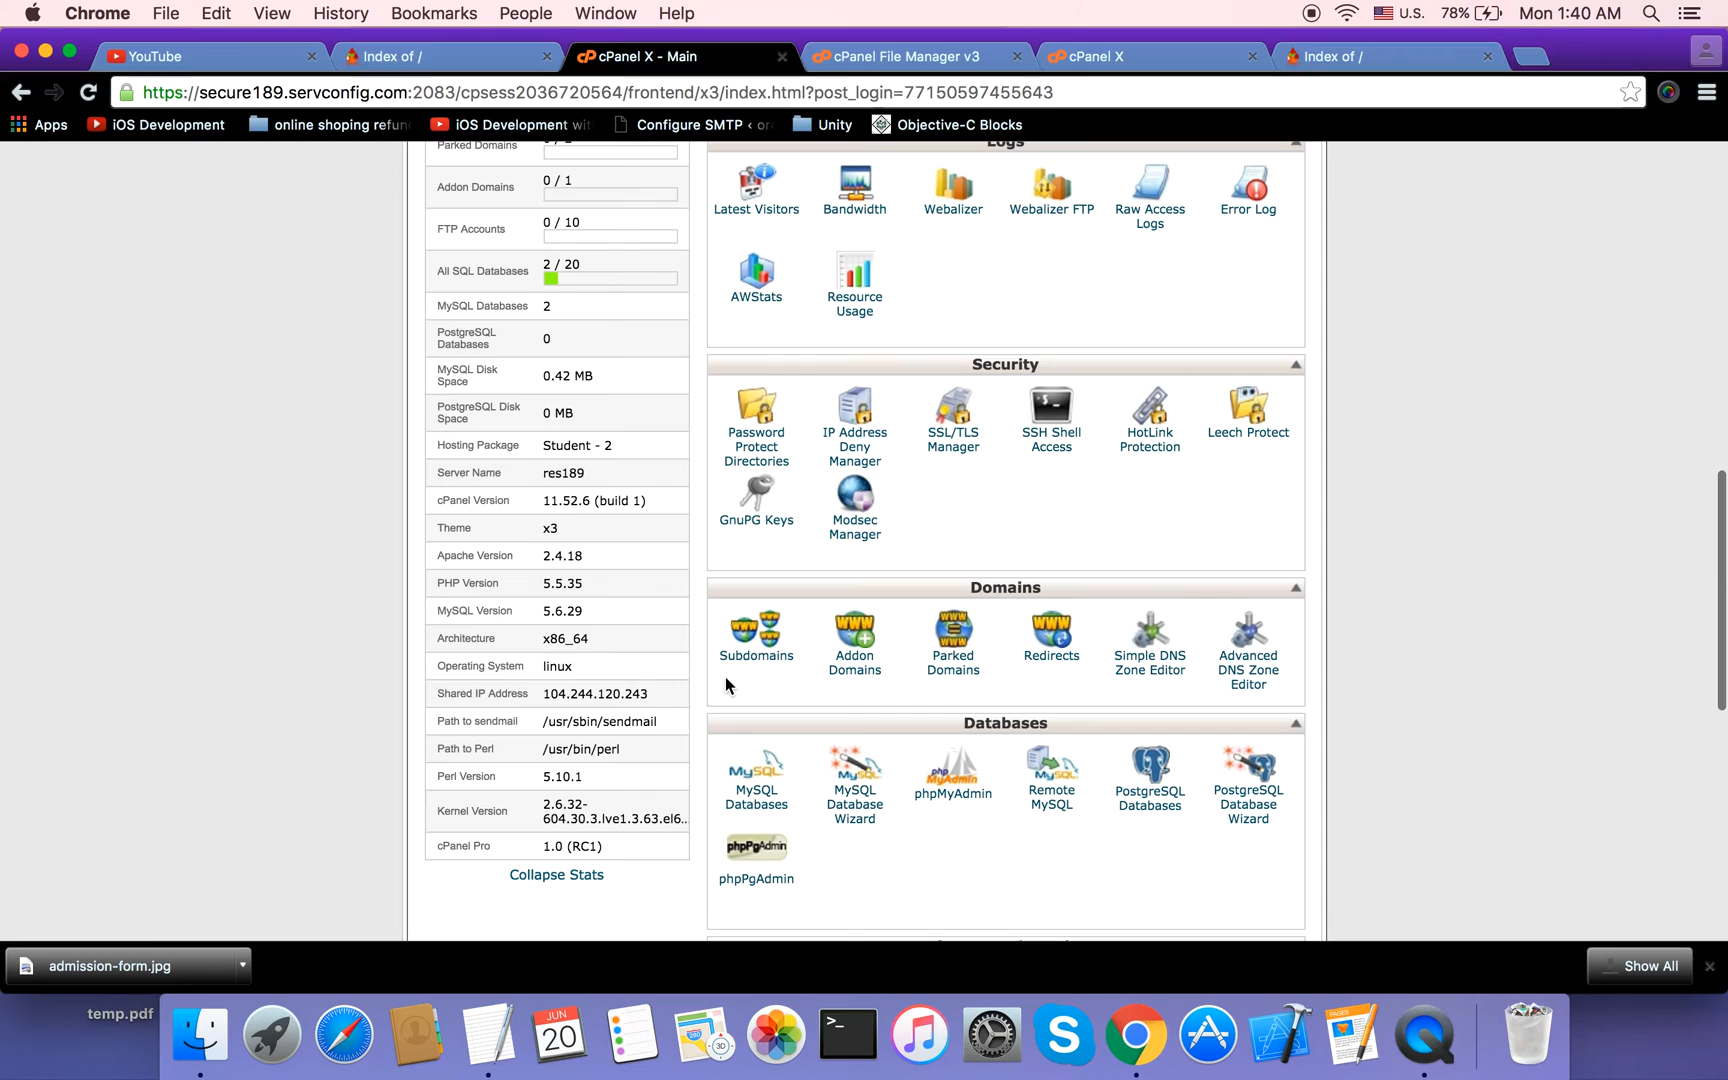 Chrome File Edit View History Bookmarks People Window Help U.S. 78% Mon 1:40 AM
YouTube Index of / cPanel X - Main cPanel File Manager v3 cPanel X Index of /
https://secure189.servconfig.com:2083/cpsess2036720564/frontend/x3/index.html?post_login=77150597455643
Apps iOS Development online shoping refun iOS Development wit Configure SMTP ‹ or Unity Objective-C Blocks
Parked Domains
Addon Domains 0 / 1
FTP Accounts 0 / 10
All SQL Databases 2 / 20
MySQL Databases 2
PostgreSQL
Databases 0
MySQL Disk
Space 0.42 MB
PostgreSQL Disk
Space 0 MB
Hosting Package Student - 2
Server Name res189
cPanel Version 11.52.6 (build 1)
Theme x3
Apache Version 2.4.18
PHP Version 5.5.35
MySQL Version 5.6.29
Architecture x86_64
Operating System linux
Shared IP Address 104.244.120.243
Path to sendmail /usr/sbin/sendmail
Path to Perl /usr/bin/perl
Perl Version 5.10.1
Kernel Version 2.6.32-
604.30.3.lve1.3.63.el6...
cPanel Pro 1.0 (RC1)
Collapse Stats
Logs
Latest Visitors Bandwidth Webalizer Webalizer FTP Raw Access
Logs Error Log
AWStats Resource
Usage
Security
Password
Protect
Directories
IP Address
Deny
Manager
SSL/TLS
Manager
SSH Shell
Access
HotLink
Protection
Leech Protect
GnuPG Keys
Modsec
Manager
Domains
Subdomains
Addon
Domains
Parked
Domains
Redirects
Simple DNS
Zone Editor
Advanced
DNS Zone
Editor
Databases
MySQL
Databases
MySQL
Database
Wizard
phpMyAdmin
Remote
MySQL
PostgreSQL
Databases
PostgreSQL
Database
Wizard
phpPgAdmin
phpPgAdmin
admission-form.jpg Show All
temp.pdf
JUN
20
3D
PAGES